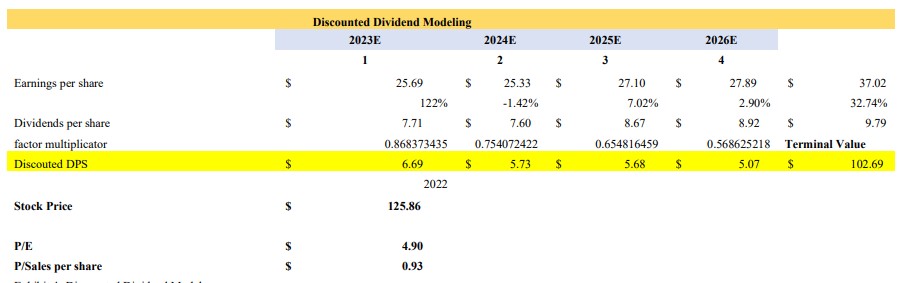 Discounted Dividend Modeling
2023E 2024E 2025E 2026E
1 2 3 4
Earnings per share $ 25.69 $ 25.33 $ 27.10 $ 27.89 $ 37.02
122% -1.42% 7.02% 2.90% 32.74%
Dividends per share $ 7.71 $ 7.60 $ 8.67 $ 8.92 $ 9.79
factor multiplicator 0.868373435 0.754072422 0.654816459 0.568625218 Terminal Value
Discouted DPS $ 6.69 $ 5.73 $ 5.68 $ 5.07 $ 102.69
2022
Stock Price $ 125.86
P/E $ 4.90
P/Sales per share $ 0.93